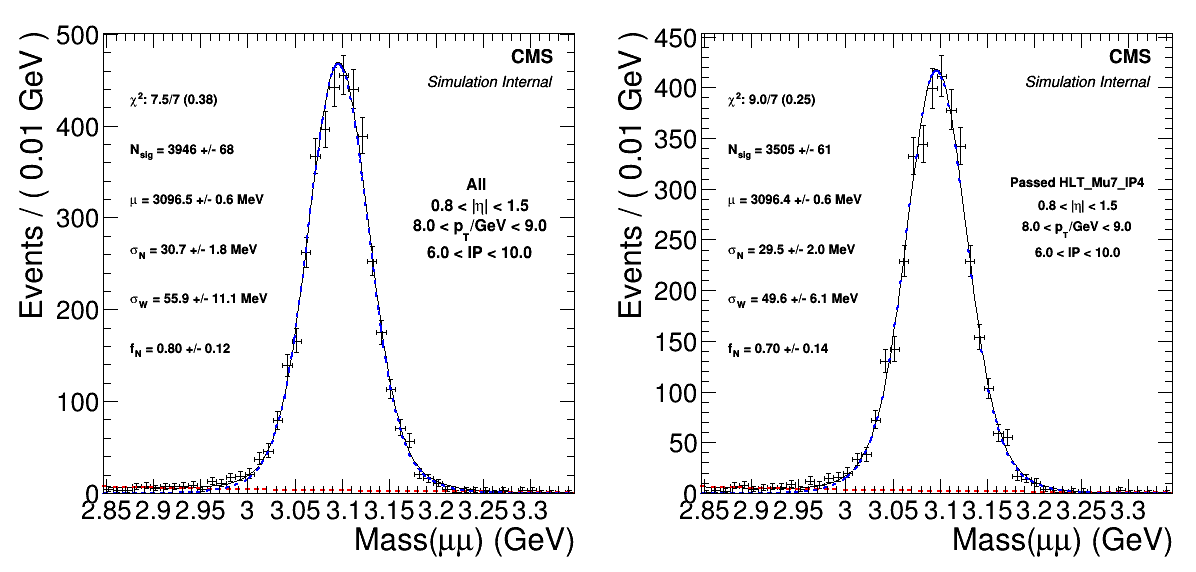 CMS
Simulation Internal
χ²: 7.5/7 (0.38)
N_sig = 3946 +/- 68
μ = 3096.5 +/- 0.6 MeV
σ_N = 30.7 +/- 1.8 MeV
σ_W = 55.9 +/- 11.1 MeV
f_N = 0.80 +/- 0.12
All
0.8 < |η| < 1.5
8.0 < p_T/GeV < 9.0
6.0 < IP < 10.0
Events / ( 0.01 GeV )
500
400
300
200
100
0
2.85 2.9 2.95 3 3.05 3.1 3.15 3.2 3.25 3.3
Mass(μμ) (GeV)
CMS
Simulation Internal
χ²: 9.0/7 (0.25)
N_sig = 3505 +/- 61
μ = 3096.4 +/- 0.6 MeV
σ_N = 29.5 +/- 2.0 MeV
σ_W = 49.6 +/- 6.1 MeV
f_N = 0.70 +/- 0.14
Passed HLT_Mu7_IP4
0.8 < |η| < 1.5
8.0 < p_T/GeV < 9.0
6.0 < IP < 10.0
Events / ( 0.01 GeV )
450
400
350
300
250
200
150
100
50
0
2.85 2.9 2.95 3 3.05 3.1 3.15 3.2 3.25 3.3
Mass(μμ) (GeV)